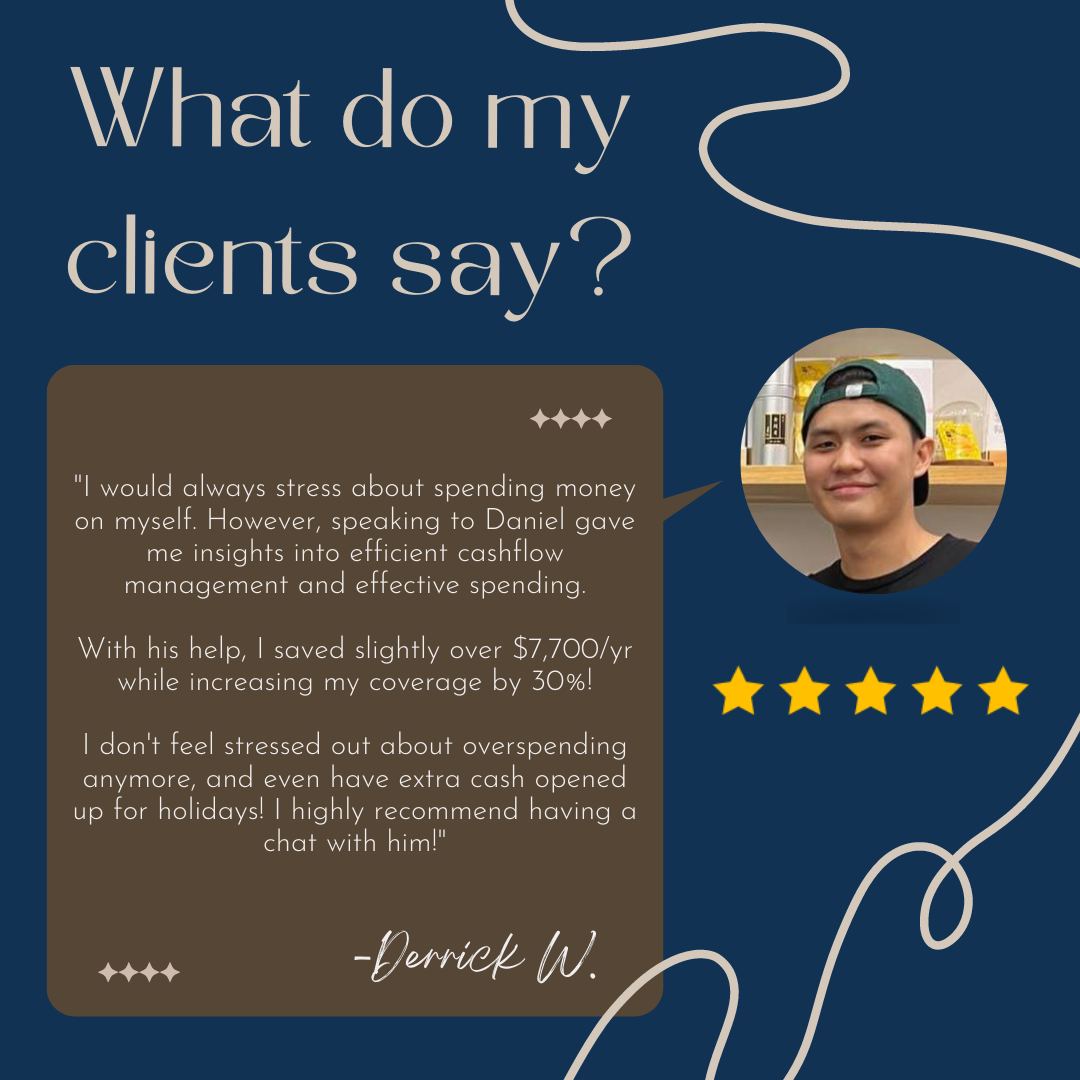 What do my
clients say?
"I would always stress about spending money
on myself. However, speaking to Daniel gave
me insights into efficient cashflow
management and effective spending.
With his help, I saved slightly over $7,700/yr
while increasing my coverage by 30%!
I don't feel stressed out about overspending
anymore, and even have extra cash opened
up for holidays! I highly recommend having a
chat with him!"
-Derrick W.